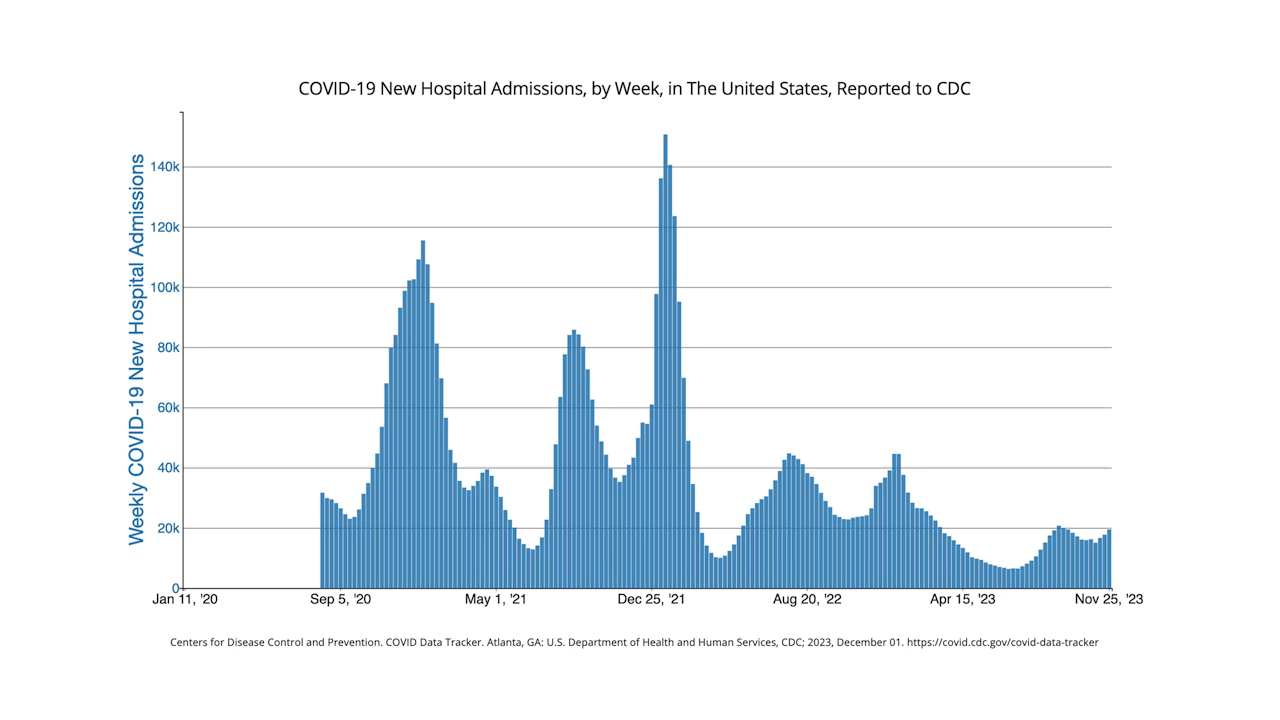 COVID-19 New Hospital Admissions, by Week, in The United States, Reported to CDC
Weekly COVID-19 New Hospital Admissions
140k
120k
100k
80k
60k
40k
20k
0
Jan 11, '20
Sep 5, '20
May 1, '21
Dec 25, '21
Aug 20, '22
Apr 15, '23
Nov 25, '23
Centers for Disease Control and Prevention. COVID Data Tracker. Atlanta, GA: U.S. Department of Health and Human Services, CDC; 2023, December 01. https://covid.cdc.gov/covid-data-tracker